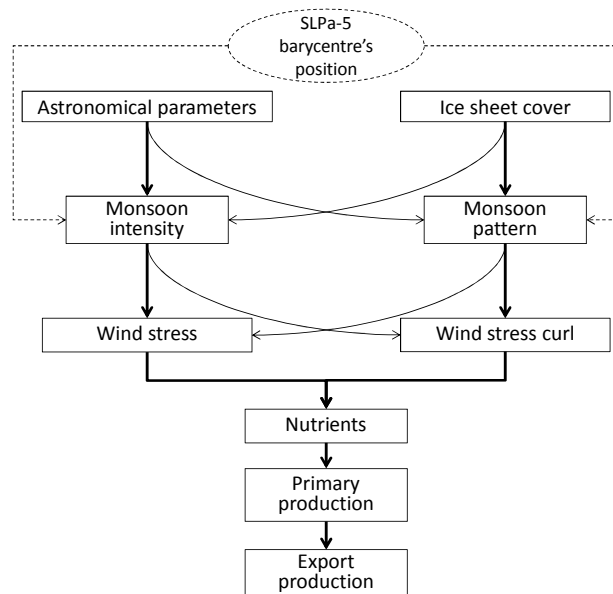 SLPa-5
barycentre's
position
Astronomical parameters
Ice sheet cover
Monsoon
intensity
Monsoon
pattern
Wind stress
Wind stress curl
Nutrients
Primary
production
Export
production